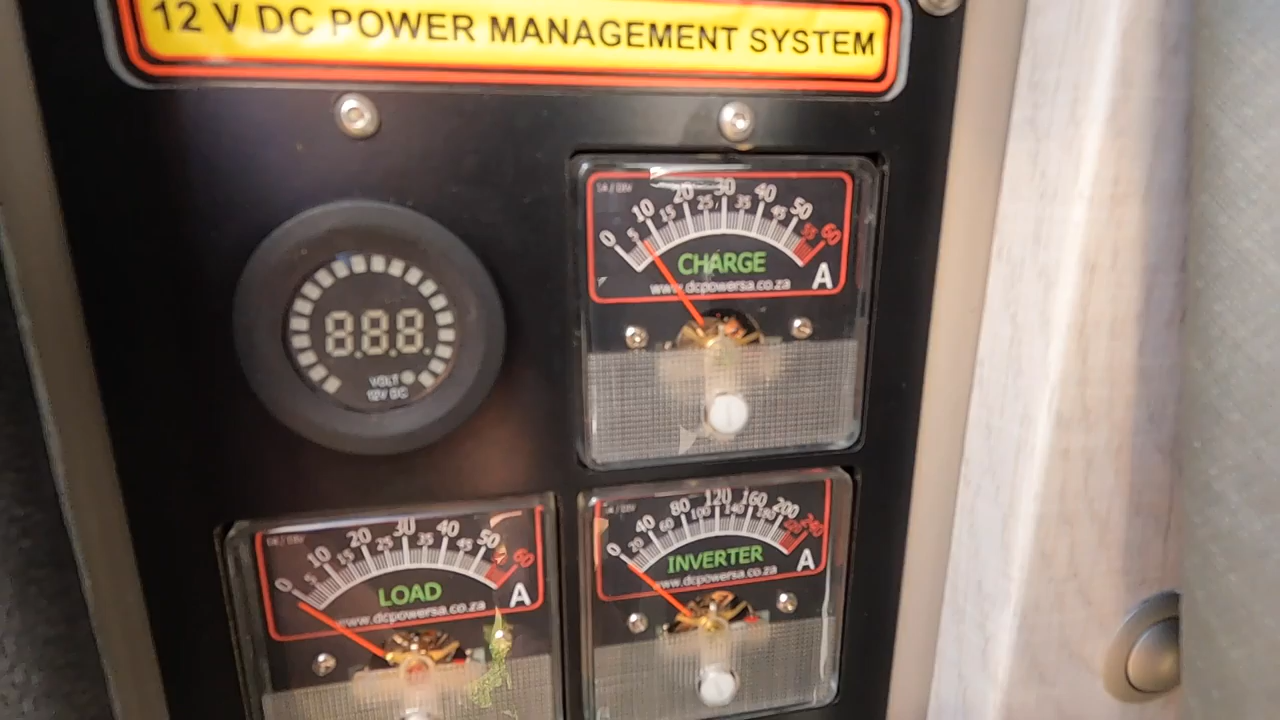 12 V DC POWER MANAGEMENT SYSTEM
0 5 10 15 20 25 30 35 40 45 50 55 60
CHARGE
www.dcpowersa.co.za
A
8.8.8.
VOLT
12V DC
0 5 10 15 20 25 30 35 40 45 50 60
LOAD
www.dcpowersa.co.za
A
0 20 40 60 80 100 120 140 160 180 200 240
INVERTER
www.dcpowersa.co.za
A